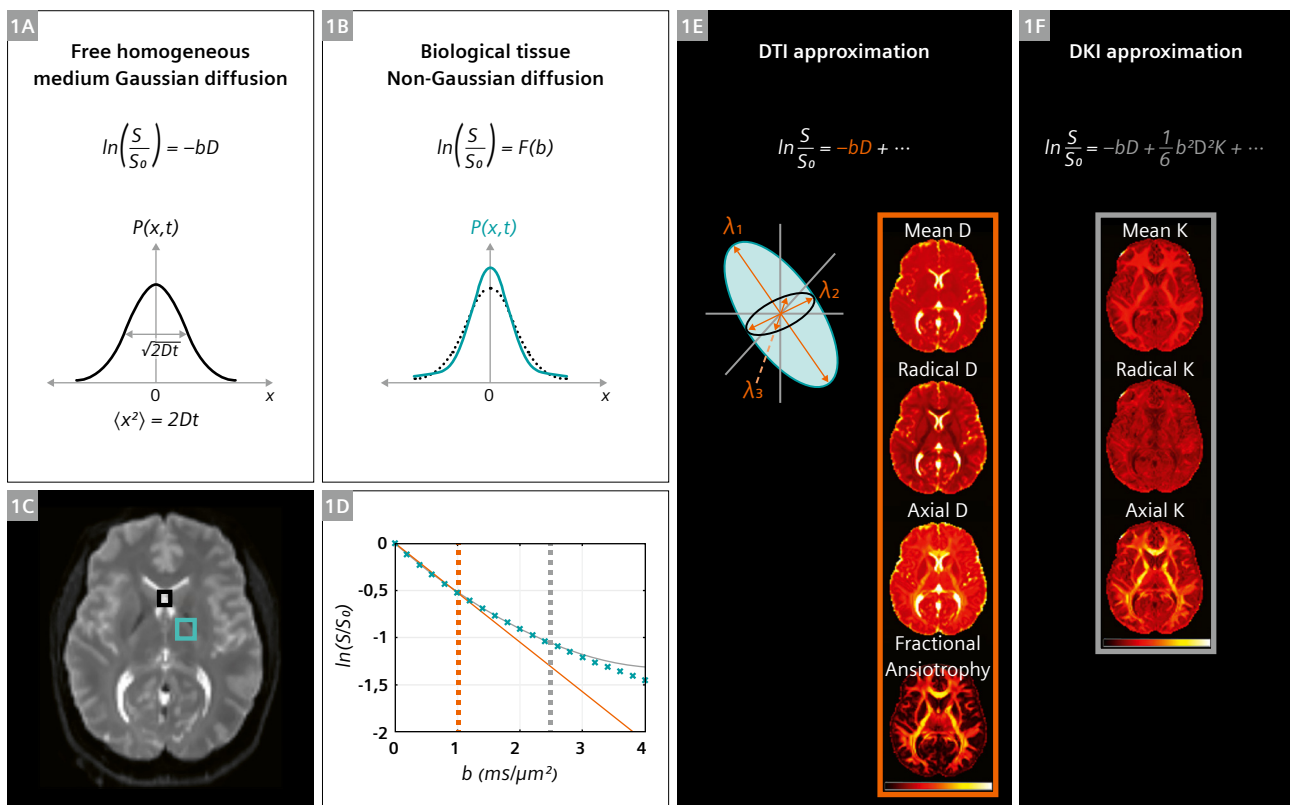 1A
Free homogeneous
medium Gaussian diffusion
ln(S/S₀) = –bD
P(x,t)
√2Dt
0
x
⟨x²⟩ = 2Dt
1B
Biological tissue
Non-Gaussian diffusion
ln(S/S₀) = F(b)
P(x,t)
0
x
1C
1D
ln(S/S₀)
0
-0,5
-1
-1,5
-2
0
1
2
3
4
b (ms/μm²)
1E
DTI approximation
ln S/S₀ = –bD + ···
λ₁
λ₂
λ₃
Mean D
Radical D
Axial D
Fractional
Ansiotrophy
1F
DKI approximation
ln S/S₀ = –bD + 1/6 b²D²K + ···
Mean K
Radical K
Axial K